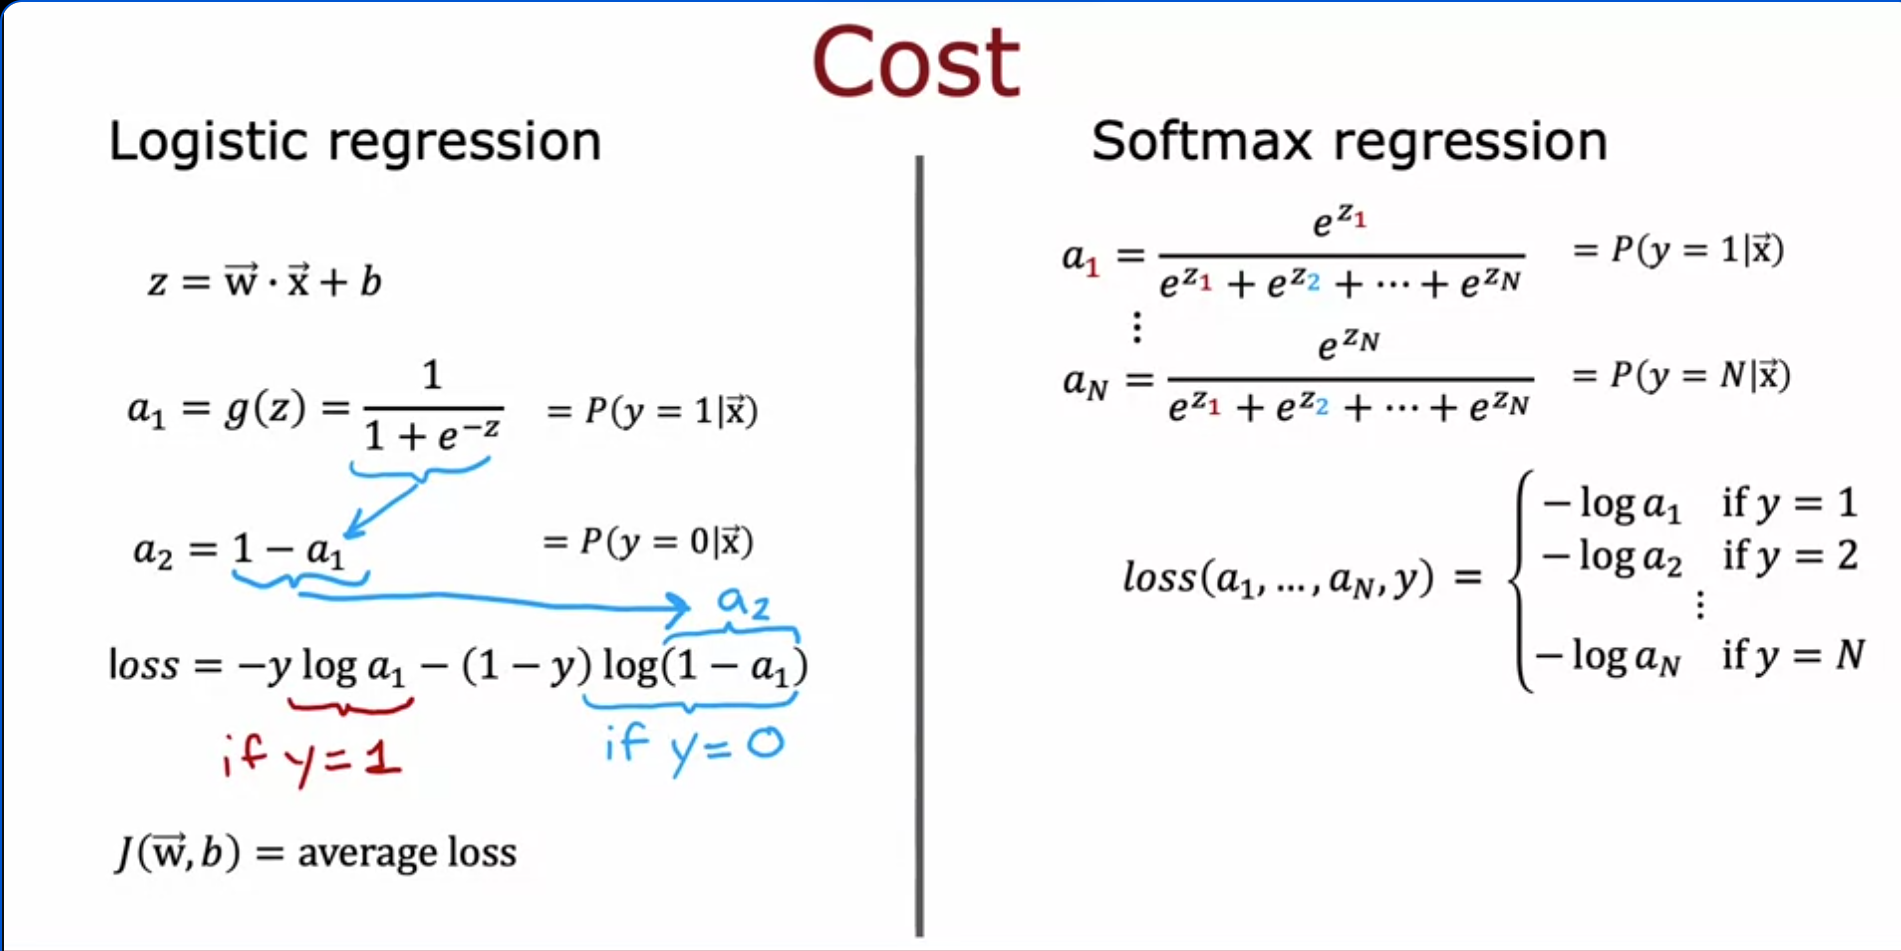 Cost
Logistic regression
z = w⃗ · x⃗ + b
a₁ = g(z) = 1 / (1 + e^(−z)) = P(y = 1|x⃗)
a₂ = 1 − a₁ = P(y = 0|x⃗)
a₂
loss = −y log a₁ − (1 − y) log(1 − a₁)
if y=1
if y=0
J(w⃗, b) = average loss
Softmax regression
a₁ = e^(z₁) / (e^(z₁) + e^(z₂) + ⋯ + e^(z_N)) = P(y = 1|x⃗)
⋮
a_N = e^(z_N) / (e^(z₁) + e^(z₂) + ⋯ + e^(z_N)) = P(y = N|x⃗)
loss(a₁, …, a_N, y) = {
− log a₁ if y = 1
− log a₂ if y = 2
⋮
− log a_N if y = N